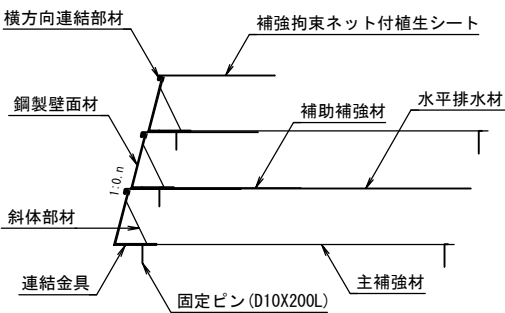 横方向連結部材
補強拘束ネット付植生シート
鋼製壁面材
補助補強材
水平排水材
1:0.n
斜体部材
連結金具
固定ピン(D10X200L)
主補強材